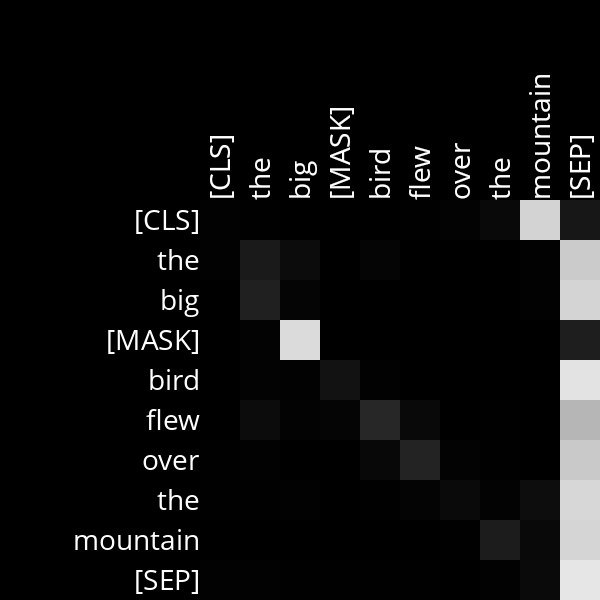 [CLS] the big [MASK] bird flew over the mountain [SEP]
[CLS]
the
big
[MASK]
bird
flew
over
the
mountain
[SEP]